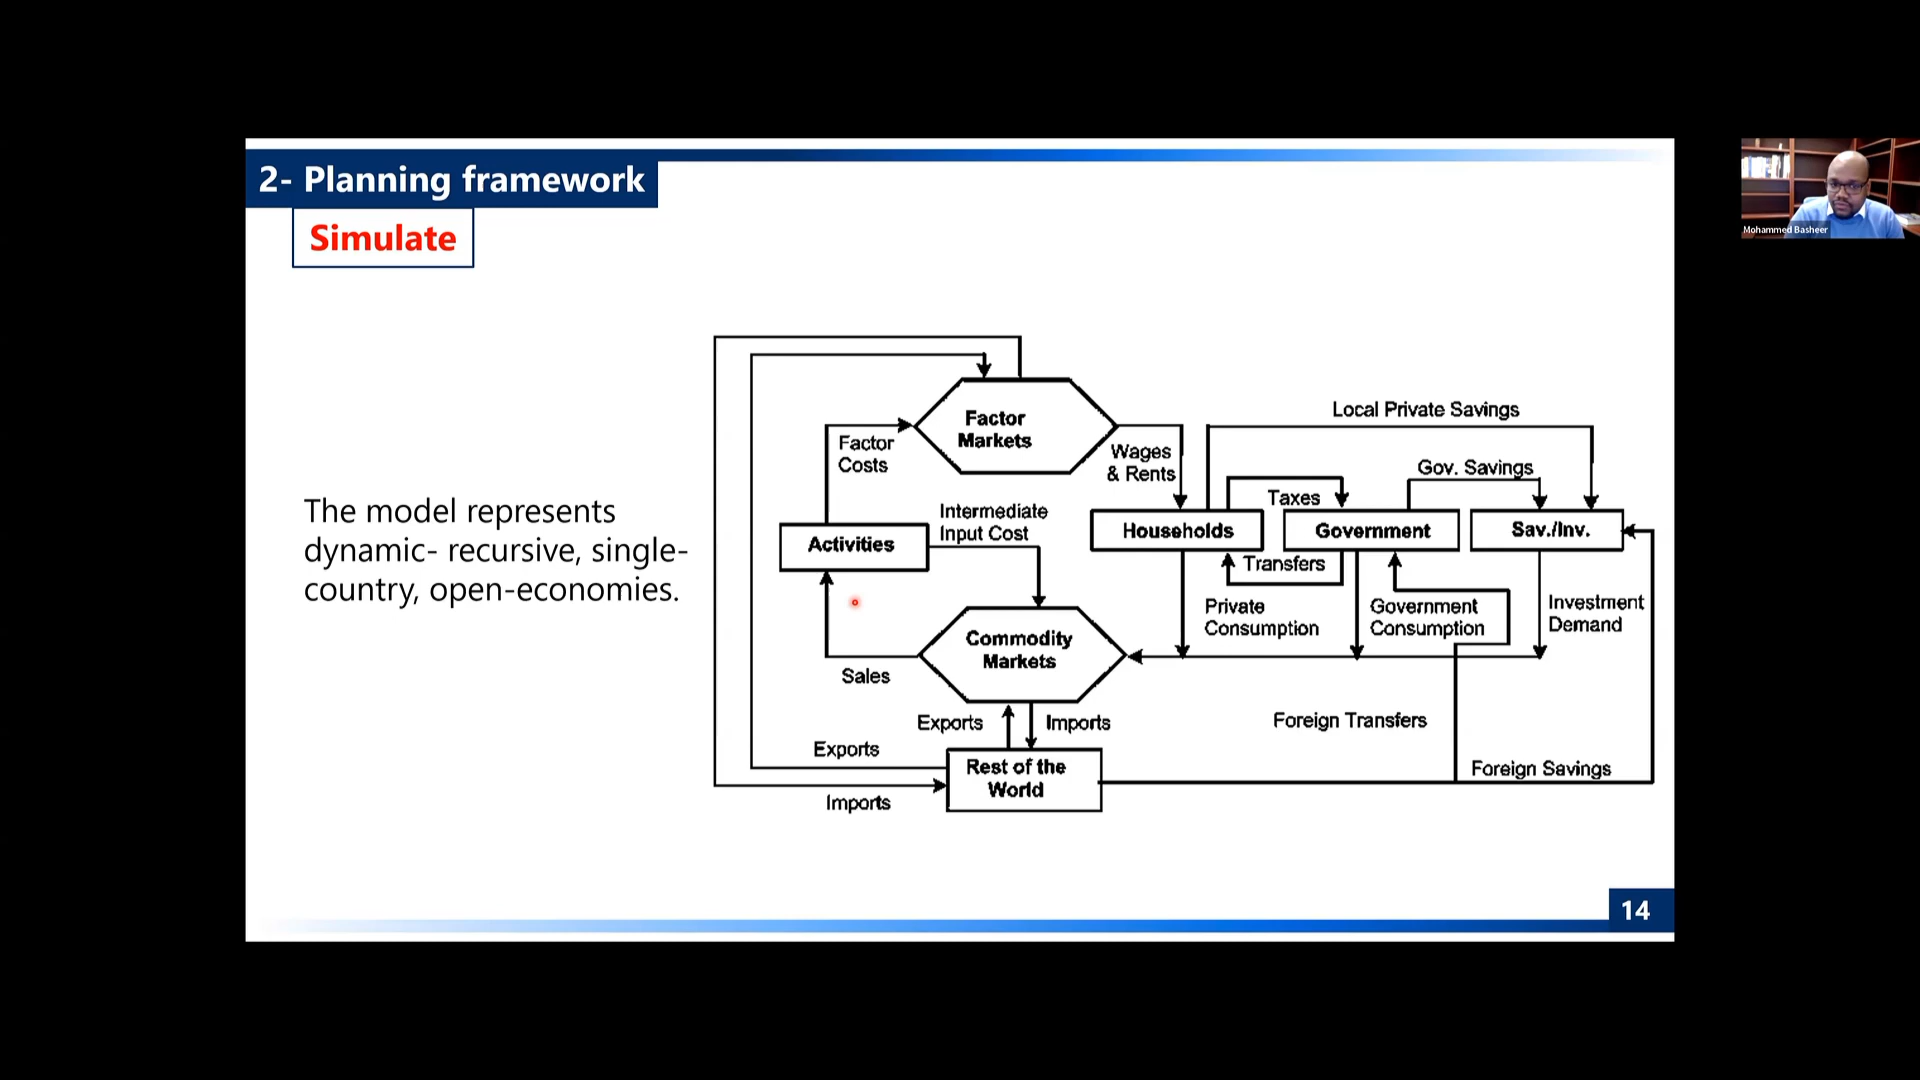 2- Planning framework
Simulate
Mohammed Basheer
The model represents
dynamic- recursive, single-
country, open-economies.
Factor
Markets
Factor
Costs
Wages
& Rents
Local Private Savings
Gov. Savings
Taxes
Intermediate
Input Cost
Activities
Households
Government
Sav./Inv.
Transfers
Private
Consumption
Government
Consumption
Investment
Demand
Commodity
Markets
Sales
Exports
Imports
Foreign Transfers
Exports
Rest of the
World
Foreign Savings
Imports
14